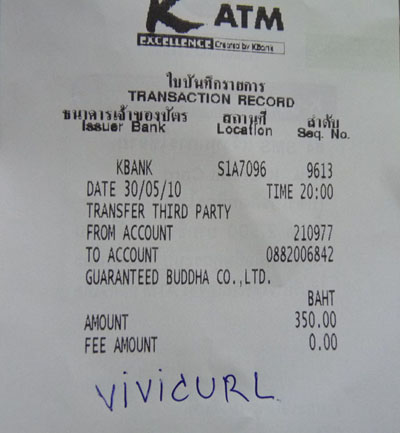 K ATM
EXCELLENCE Created by KBank
ใบบันทึกรายการ
TRANSACTION RECORD
ธนาคารเจ้าของบัตร สถานที่ ลำดับ
Issuer Bank Location Seq. No.
KBANK S1A7096 9613
DATE 30/05/10 TIME 20:00
TRANSFER THIRD PARTY
FROM ACCOUNT 210977
TO ACCOUNT 0882006842
GUARANTEED BUDDHA CO.,LTD.
BAHT
AMOUNT 350.00
FEE AMOUNT 0.00
vivicURL